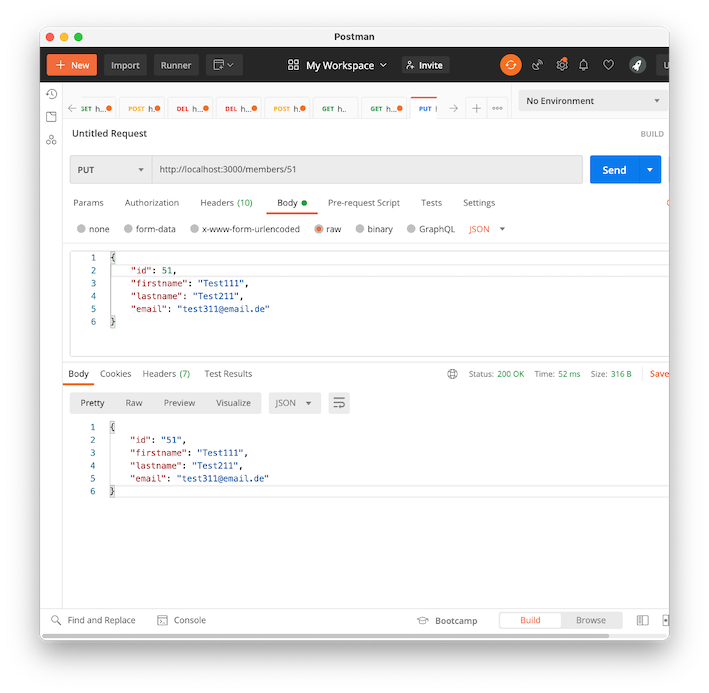 Postman
New Import Runner My Workspace Invite
GET h... POST h... DEL h... DEL h... POST h... GET h.. GET h... PUT No Environment
Untitled Request BUILD
PUT http://localhost:3000/members/51 Send
Params Authorization Headers (10) Body Pre-request Script Tests Settings
none form-data x-www-form-urlencoded raw binary GraphQL JSON
1 {
2 "id": 51,
3 "firstname": "Test111",
4 "lastname": "Test211",
5 "email": "test311@email.de"
6 }
Body Cookies Headers (7) Test Results Status: 200 OK Time: 52 ms Size: 316 B Save
Pretty Raw Preview Visualize JSON
1 {
2 "id": "51",
3 "firstname": "Test111",
4 "lastname": "Test211",
5 "email": "test311@email.de"
6 }
Find and Replace Console Bootcamp Build Browse